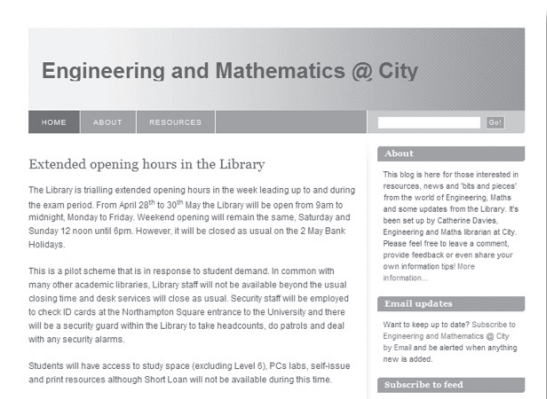 Engineering and Mathematics @ City
HOME ABOUT RESOURCES Go!
Extended opening hours in the Library
The Library is trialling extended opening hours in the week leading up to and during
the exam period. From April 28th to 30th May the Library will be open from 9am to
midnight, Monday to Friday. Weekend opening will remain the same, Saturday and
Sunday 12 noon until 6pm. However, it will be closed as usual on the 2 May Bank
Holidays.
This is a pilot scheme that is in response to student demand. In common with
many other academic libraries, Library staff will not be available beyond the usual
closing time and desk services will close as usual. Security staff will be employed
to check ID cards at the Northampton Square entrance to the University and there
will be a security guard within the Library to take headcounts, do patrols and deal
with any security alarms.
Students will have access to study space (excluding Level 6), PCs labs, self-issue
and print resources although Short Loan will not be available during this time.
About
This blog is here for those interested in
resources, news and 'bits and pieces'
from the world of Engineering, Maths
and some updates from the Library. It's
been set up by Catherine Davies,
Engineering and Maths librarian at City.
Please feel free to leave a comment,
provide feedback or even share your
own information tips! More
information...
Email updates
Want to keep up to date? Subscribe to
Engineering and Mathematics @ City
by Email and be alerted when anything
new is added.
Subscribe to feed